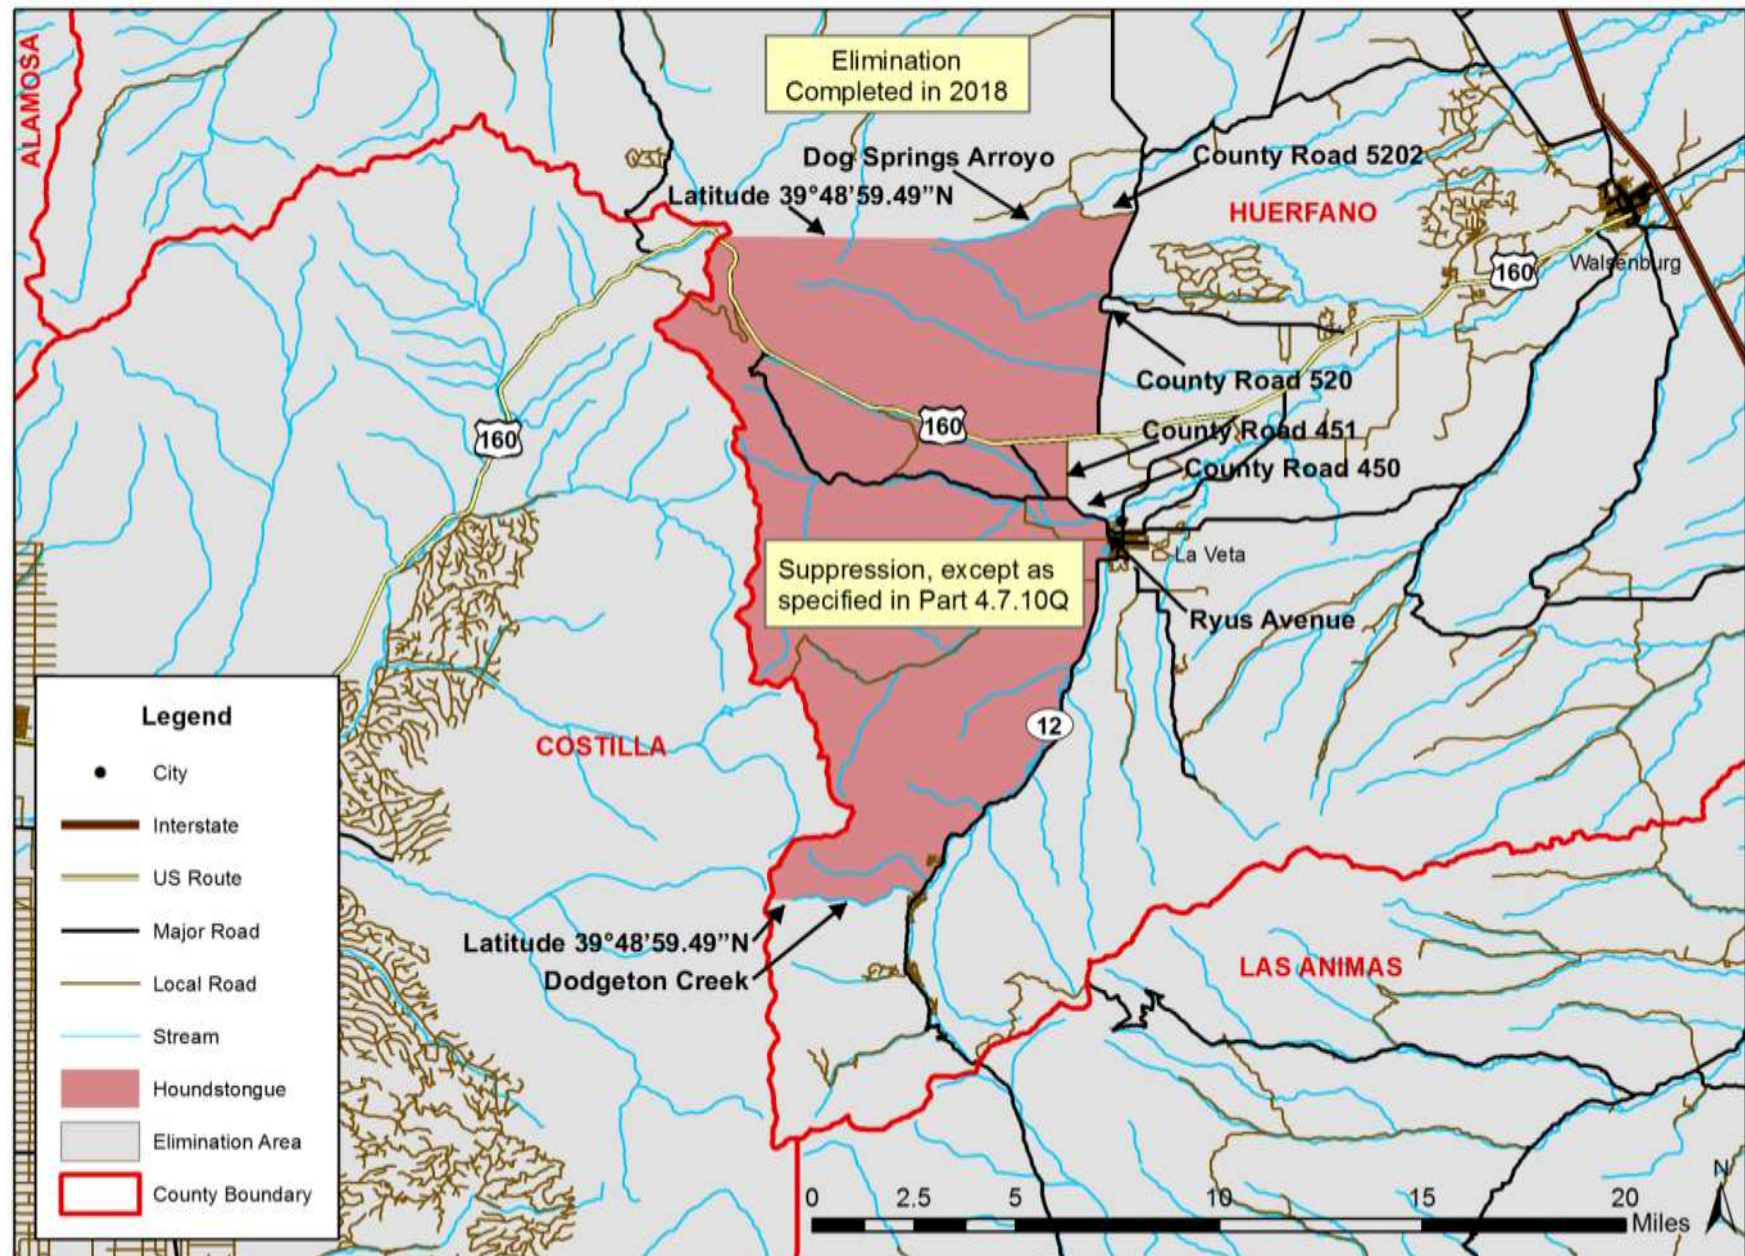 ALAMOSA
Elimination
Completed in 2018
Dog Springs Arroyo
County Road 5202
Latitude 39°48’59.49”N
HUERFANO
160
Walsenburg
County Road 520
160
County Road 451
160
County Road 450
La Veta
Suppression, except as
specified in Part 4.7.10Q
Ryus Avenue
12
COSTILLA
Latitude 39°48’59.49”N
Dodgeton Creek
LAS ANIMAS
Legend
City
Interstate
US Route
Major Road
Local Road
Stream
Houndstongue
Elimination Area
County Boundary
N
0 2.5 5 10 15 20
Miles